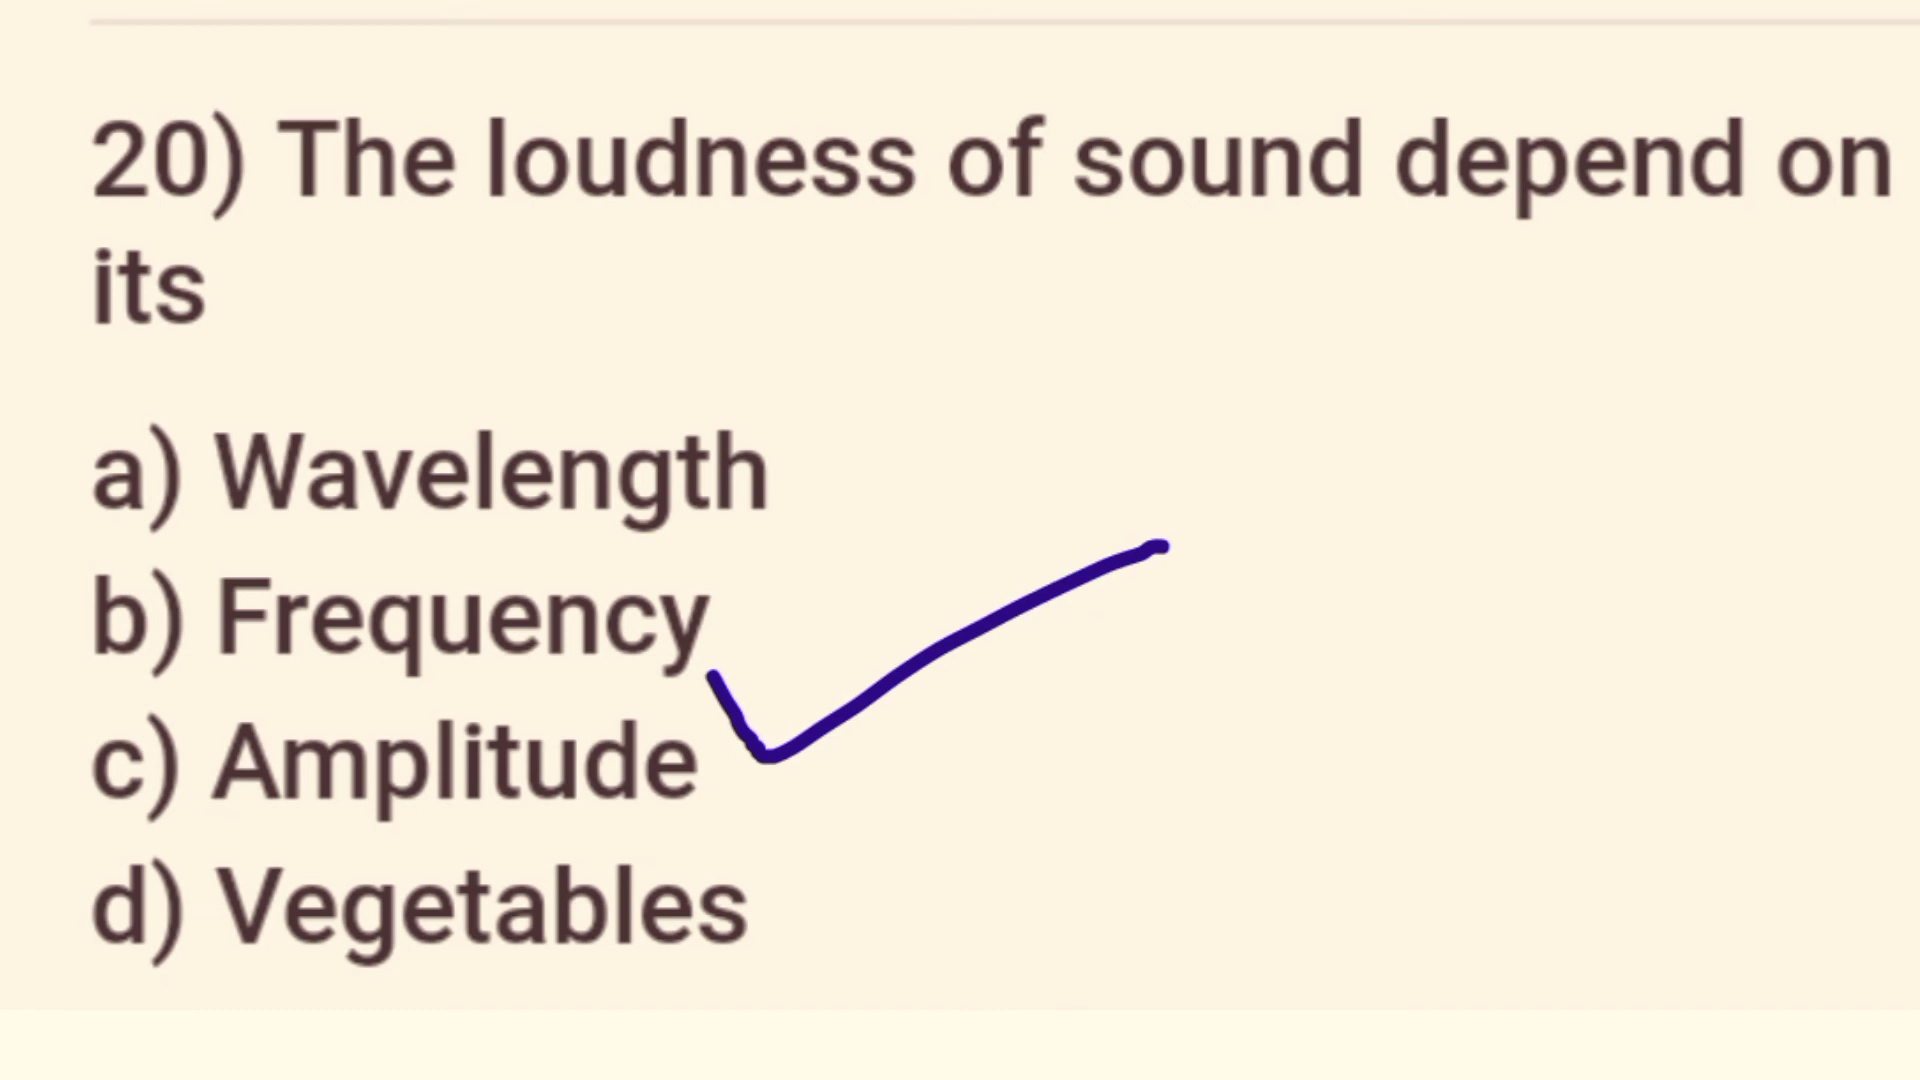 20) The loudness of sound depend on
its
a) Wavelength
b) Frequency
c) Amplitude
d) Vegetables